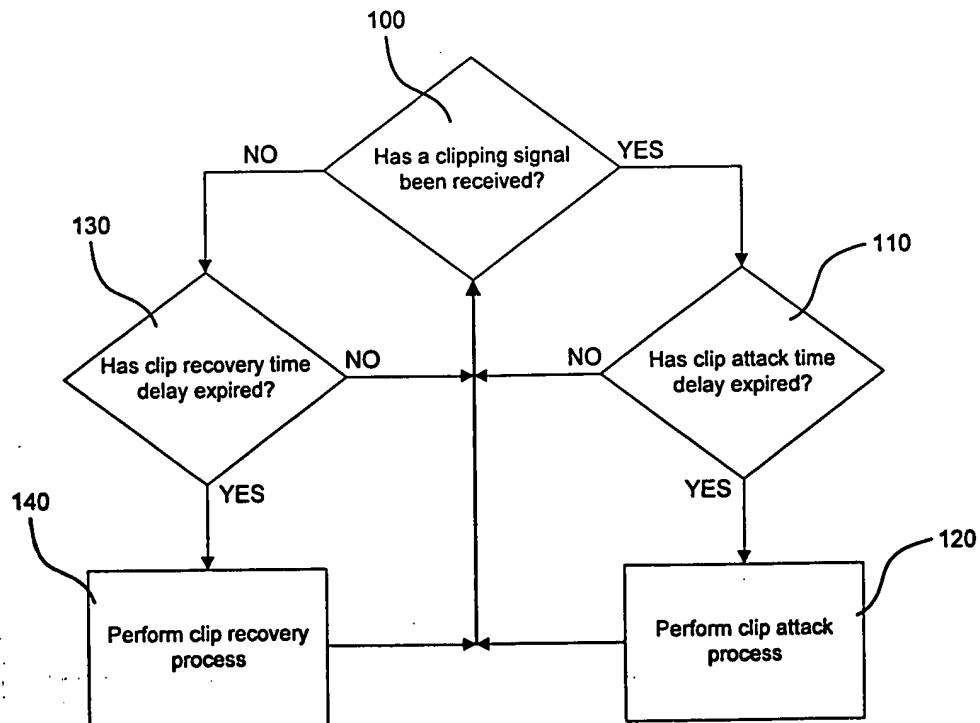 100
NO
Has a clipping signal
been received?
YES
130
110
Has clip recovery time
delay expired?
NO
NO
Has clip attack time
delay expired?
YES
YES
140
120
Perform clip recovery
process
Perform clip attack
process